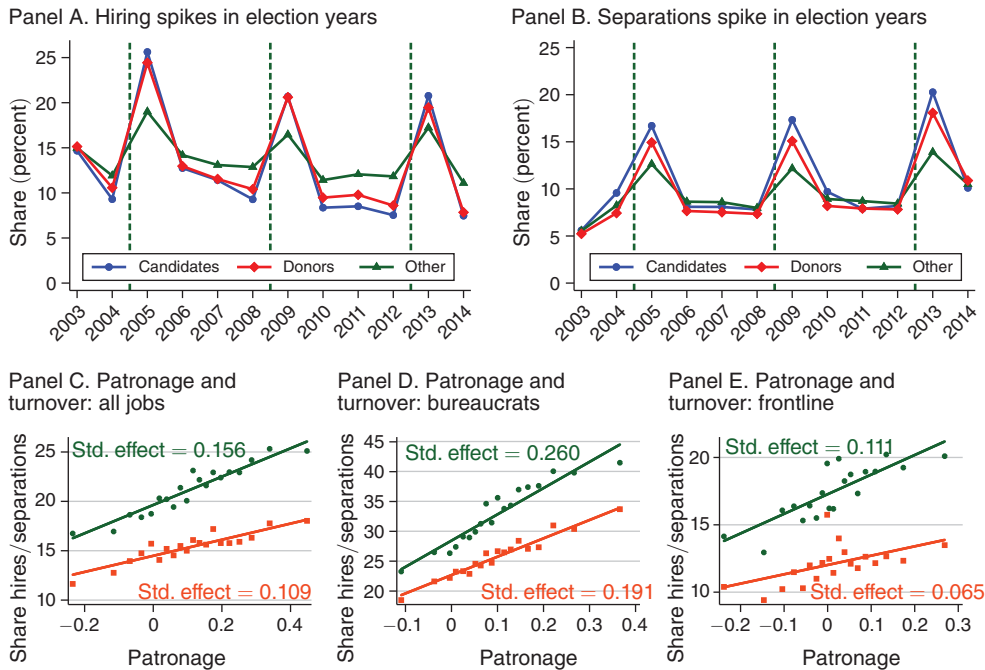 Panel A. Hiring spikes in election years
Share (percent)
25
20
15
10
5
0
Candidates Donors Other
2003 2004 2005 2006 2007 2008 2009 2010 2011 2012 2013 2014
Panel B. Separations spike in election years
Share (percent)
25
20
15
10
5
0
Candidates Donors Other
2003 2004 2005 2006 2007 2008 2009 2010 2011 2012 2013 2014
Panel C. Patronage and
turnover: all jobs
Share hires/separations
25
20
15
10
Std. effect = 0.156
Std. effect = 0.109
−0.2 0 0.2 0.4
Patronage
Panel D. Patronage and
turnover: bureaucrats
Share hires/separations
45
40
35
30
25
20
Std. effect = 0.260
Std. effect = 0.191
−0.1 0 0.1 0.2 0.3 0.4
Patronage
Panel E. Patronage and
turnover: frontline
Share hires/separations
20
15
10
Std. effect = 0.111
Std. effect = 0.065
−0.2 −0.1 0 0.1 0.2 0.3
Patronage